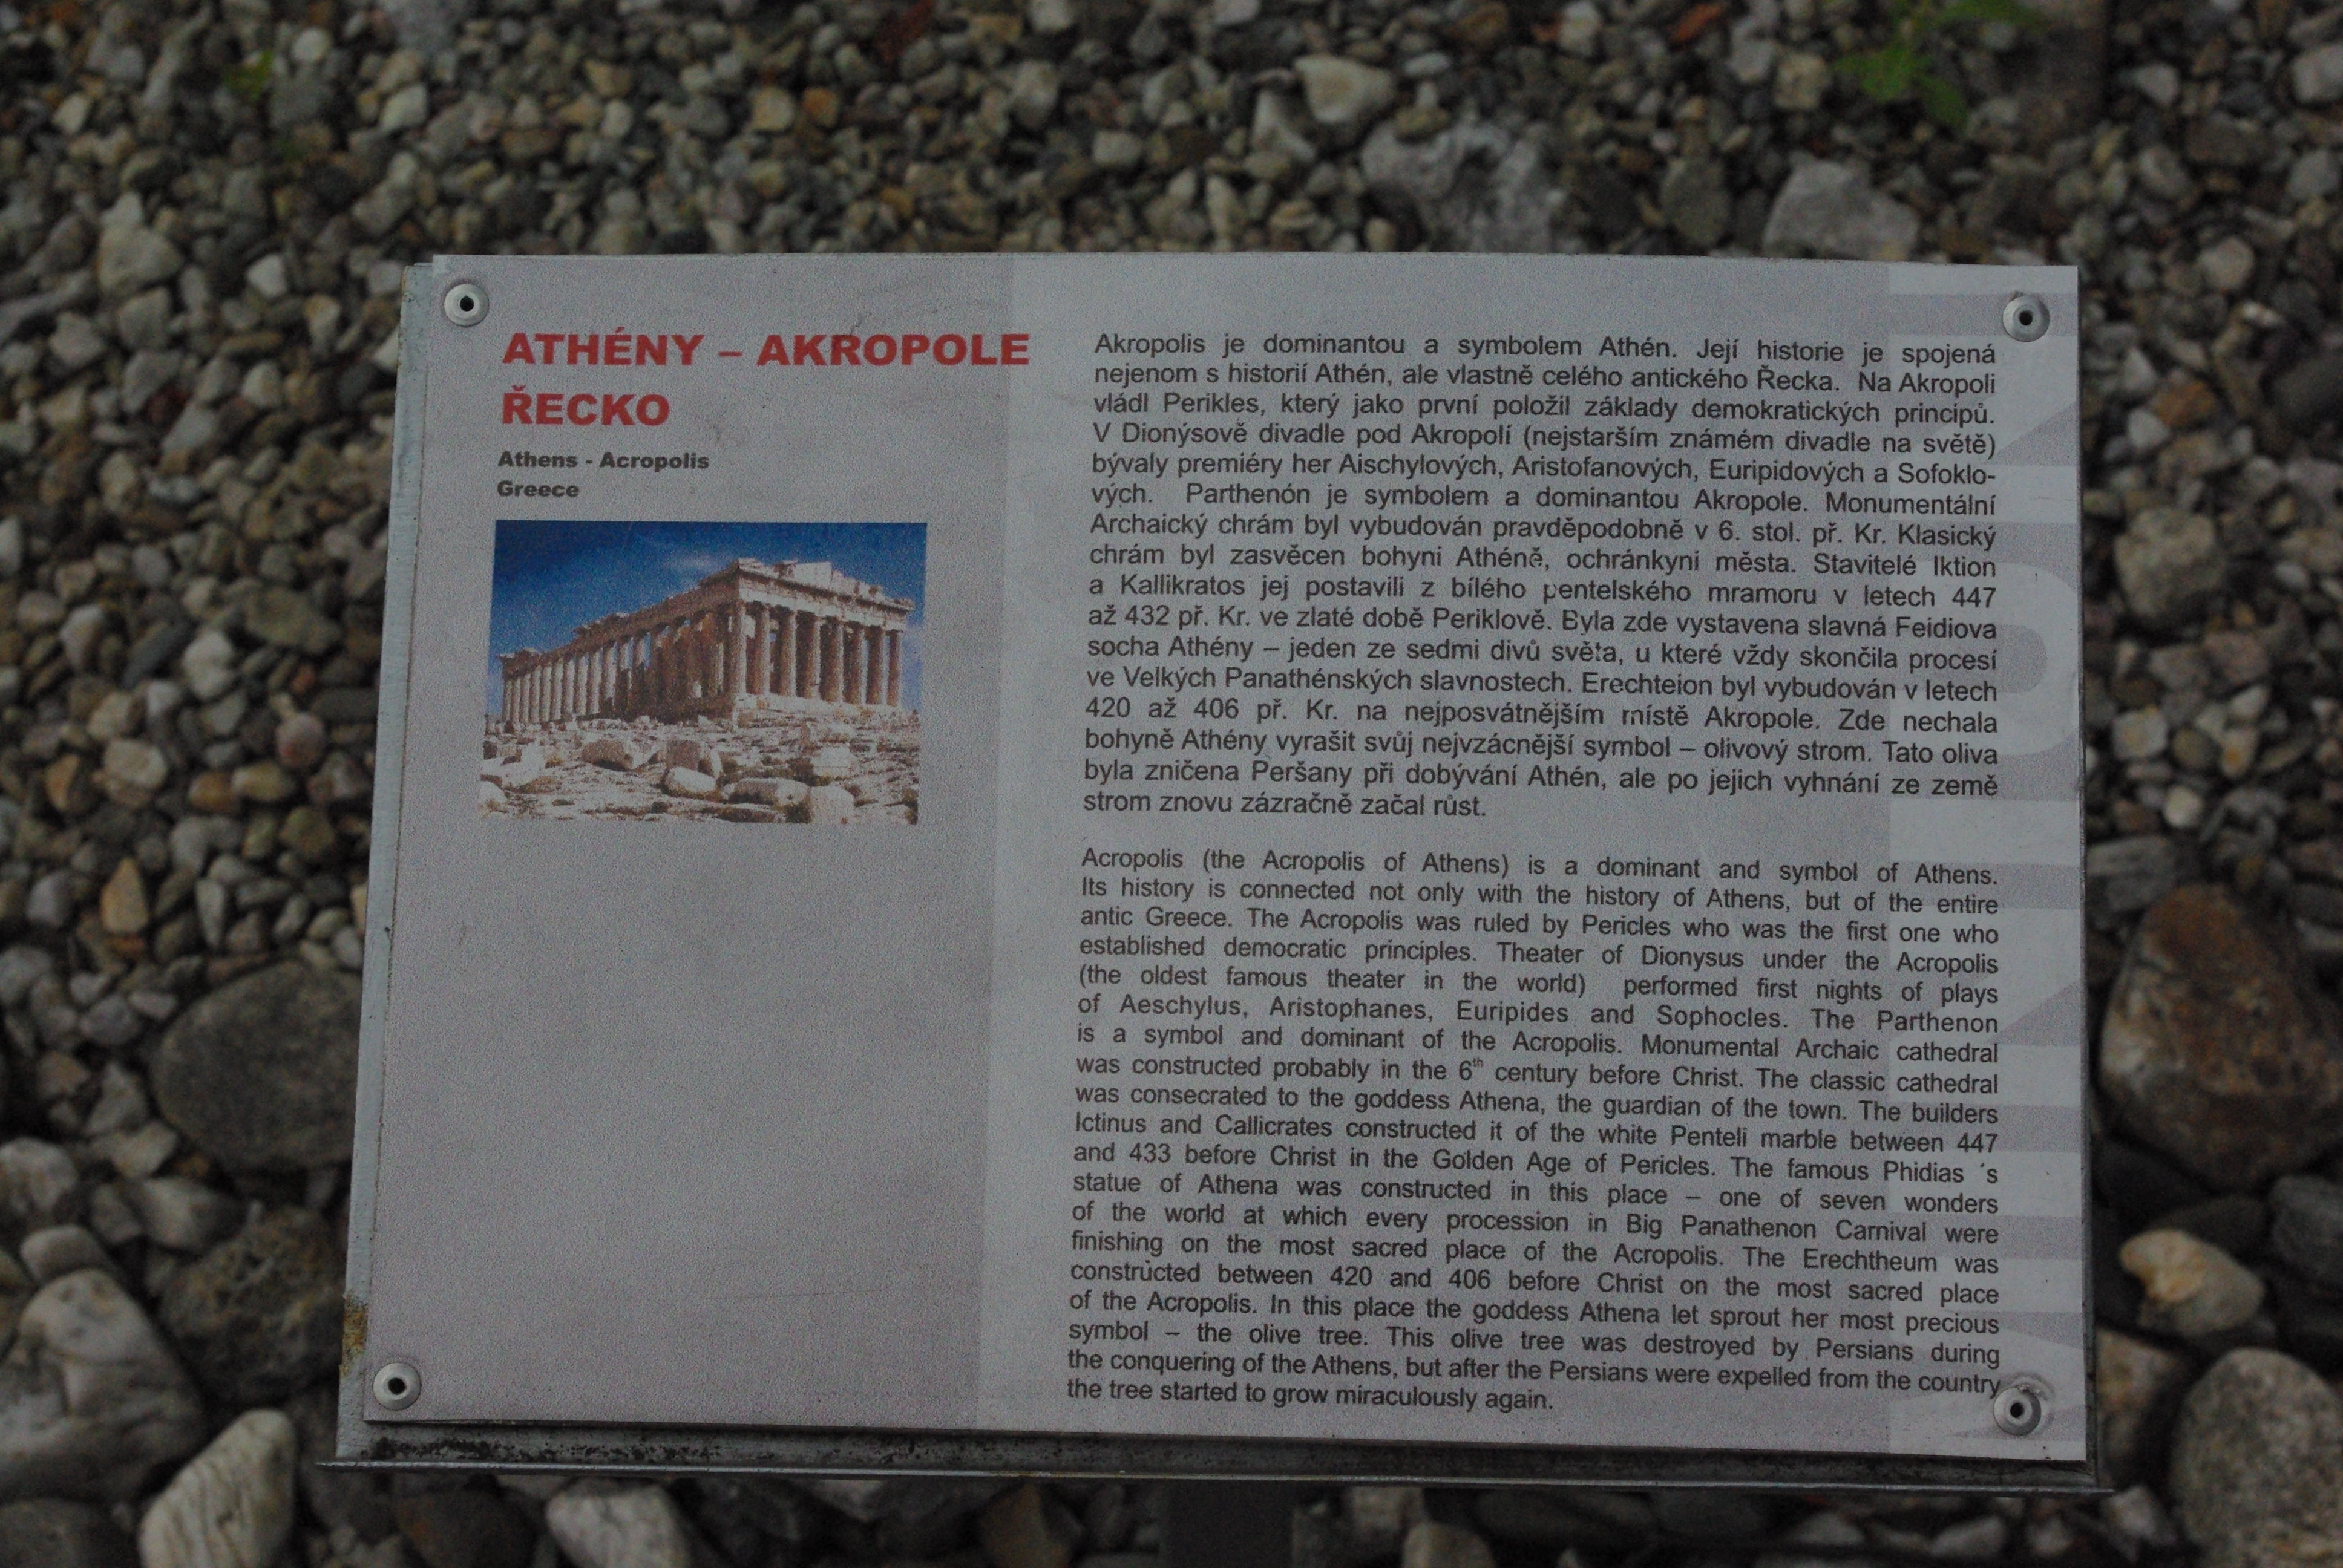 ATHÉNY – AKROPOLE
ŘECKO
Athens - Acropolis
Greece
Akropolis je dominantou a symbolem Athén. Její historie je spojená
nejenom s historií Athén, ale vlastně celého antického Řecka. Na Akropoli
vládl Perikles, který jako první položil základy demokratických principů.
V Dionýsově divadle pod Akropolí (nejstarším známém divadle na světě)
bývaly premiéry her Aischylových, Aristofanových, Euripidových a Sofoklo-
vých. Parthenón je symbolem a dominantou Akropole. Monumentální
Archaický chrám byl vybudován pravděpodobně v 6. stol. př. Kr. Klasický
chrám byl zasvěcen bohyni Athéně, ochránkyni města. Stavitelé Iktion
a Kallikratos jej postavili z bílého pentelského mramoru v letech 447
až 432 př. Kr. ve zlaté době Periklově. Byla zde vystavena slavná Feidiova
socha Athény – jeden ze sedmi divů světa, u které vždy skončila procesí
ve Velkých Panathénských slavnostech. Erechteion byl vybudován v letech
420 až 406 př. Kr. na nejposvátnějším místě Akropole. Zde nechala
bohyně Athény vyrašit svůj nejvzácnější symbol – olivový strom. Tato oliva
byla zničena Peršany při dobývání Athén, ale po jejich vyhnání ze země
strom znovu zázračně začal růst.
Acropolis (the Acropolis of Athens) is a dominant and symbol of Athens.
Its history is connected not only with the history of Athens, but of the entire
antic Greece. The Acropolis was ruled by Pericles who was the first one who
established democratic principles. Theater of Dionysus under the Acropolis
(the oldest famous theater in the world) performed first nights of plays
of Aeschylus, Aristophanes, Euripides and Sophocles. The Parthenon
is a symbol and dominant of the Acropolis. Monumental Archaic cathedral
was constructed probably in the 6th century before Christ. The classic cathedral
was consecrated to the goddess Athena, the guardian of the town. The builders
Ictinus and Callicrates constructed it of the white Penteli marble between 447
and 433 before Christ in the Golden Age of Pericles. The famous Phidias ´s
statue of Athena was constructed in this place – one of seven wonders
of the world at which every procession in Big Panathenon Carnival were
finishing on the most sacred place of the Acropolis. The Erechtheum was
constructed between 420 and 406 before Christ on the most sacred place
of the Acropolis. In this place the goddess Athena let sprout her most precious
symbol – the olive tree. This olive tree was destroyed by Persians during
the conquering of the Athens, but after the Persians were expelled from the country
the tree started to grow miraculously again.